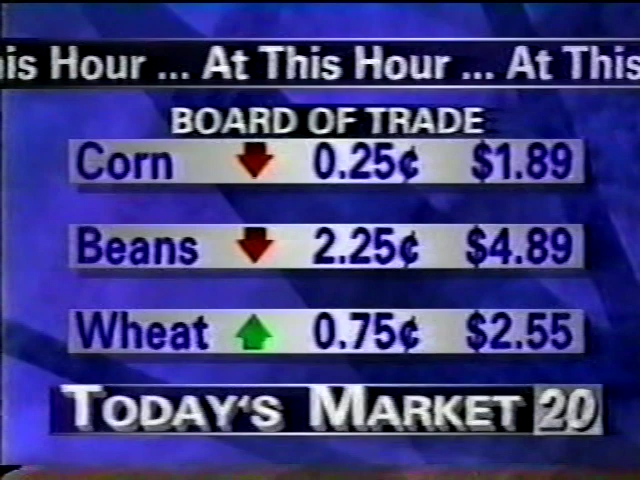 is Hour ... At This Hour ... At This
BOARD OF TRADE
Corn 0.25¢ $1.89
Beans 2.25¢ $4.89
Wheat 0.75¢ $2.55
TODAY'S MARKET 20